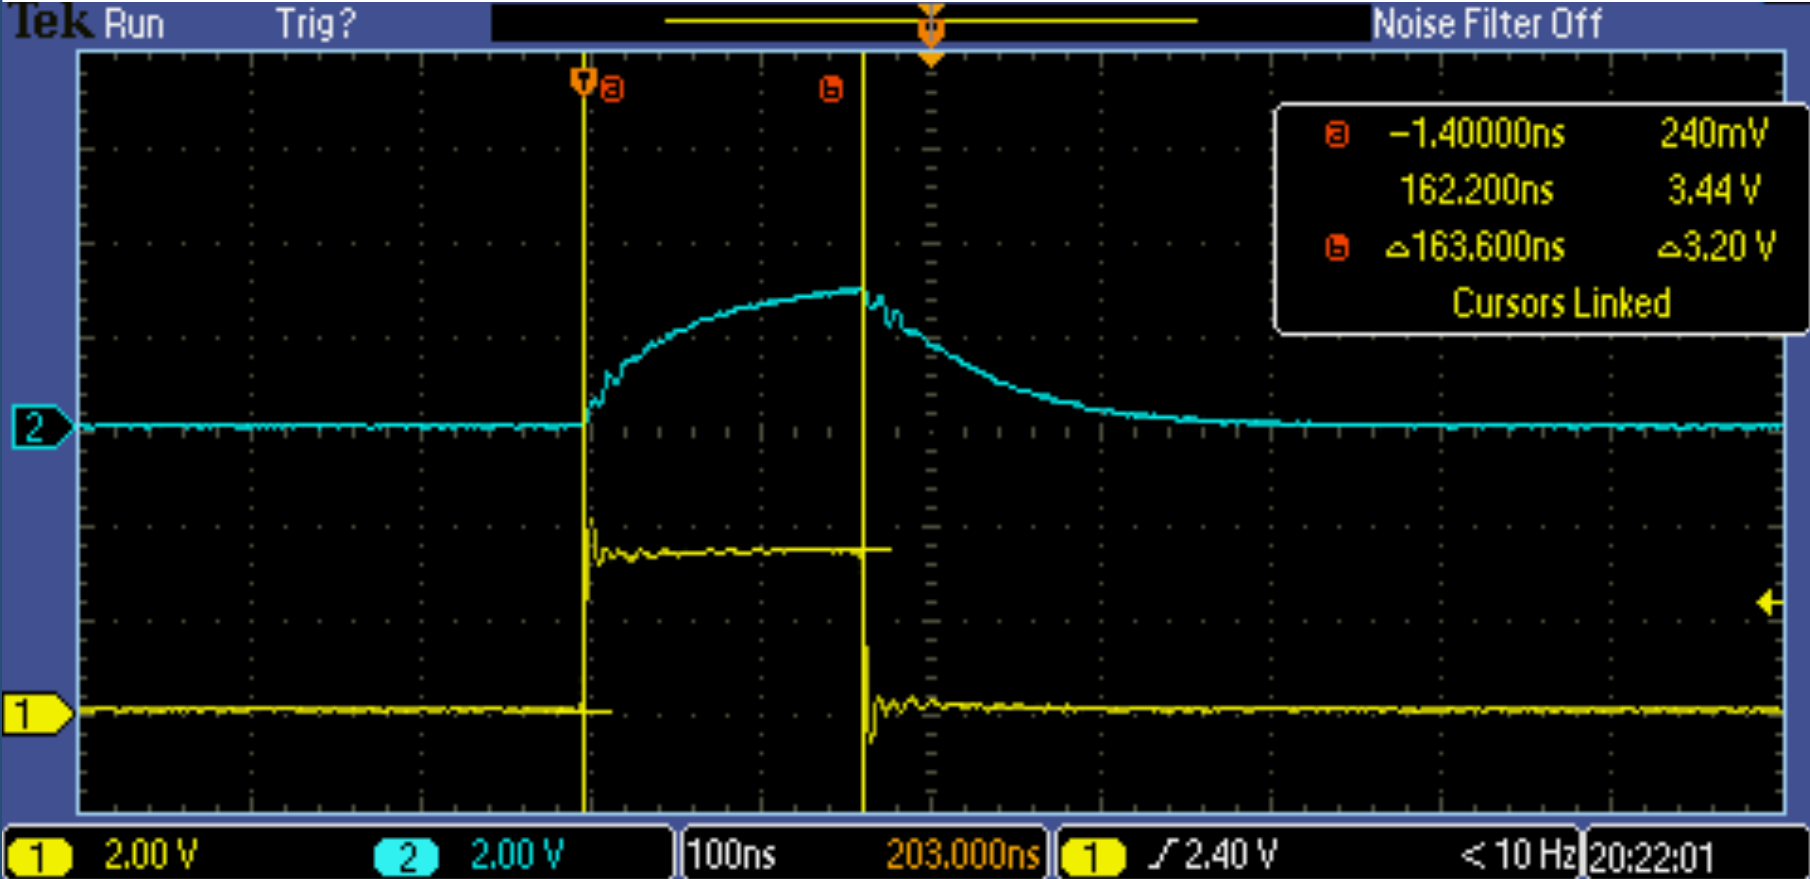 Tek Run Trig? Noise Filter Off
T a b
a −1.40000ns 240mV
162.200ns 3.44 V
b △163.600ns △3.20 V
Cursors Linked
2
1
1 2.00 V 2 2.00 V 100ns 203.000ns 1 2.40 V < 10 Hz 20:22:01